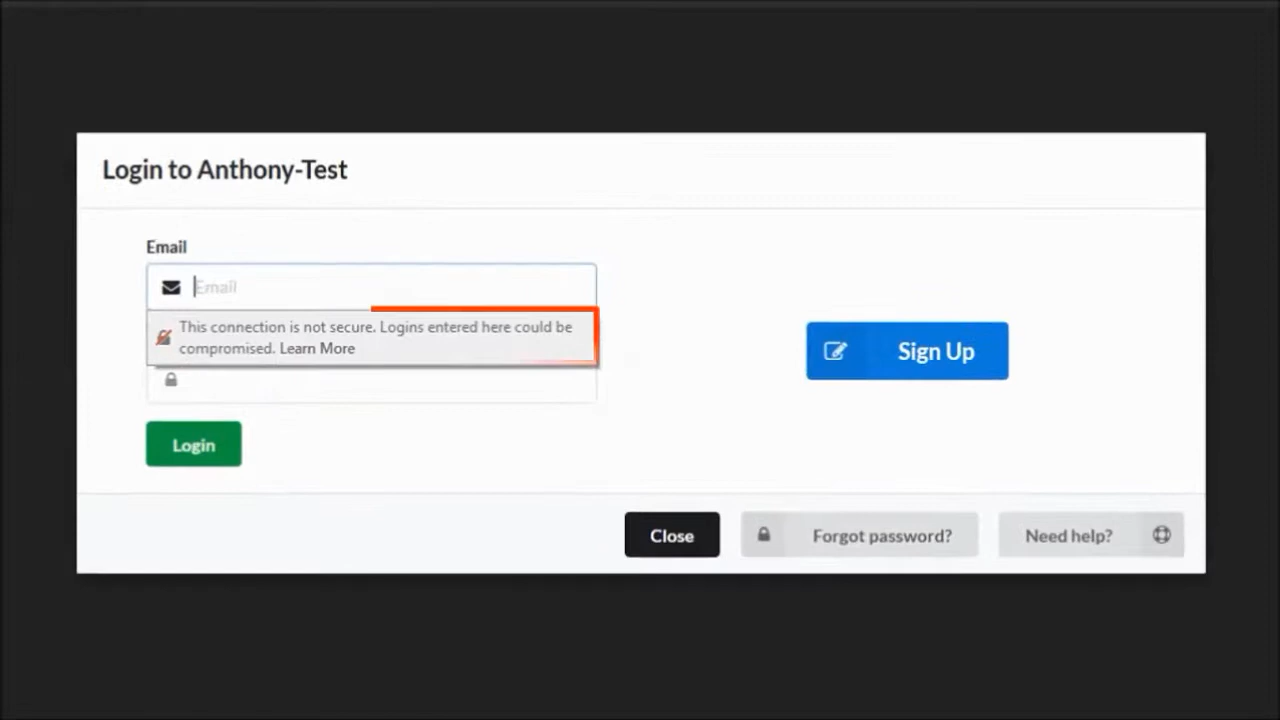 Login to Anthony-Test
Email
Email
This connection is not secure. Logins entered here could be
compromised. Learn More
Sign Up
Login
Close
Forgot password?
Need help?